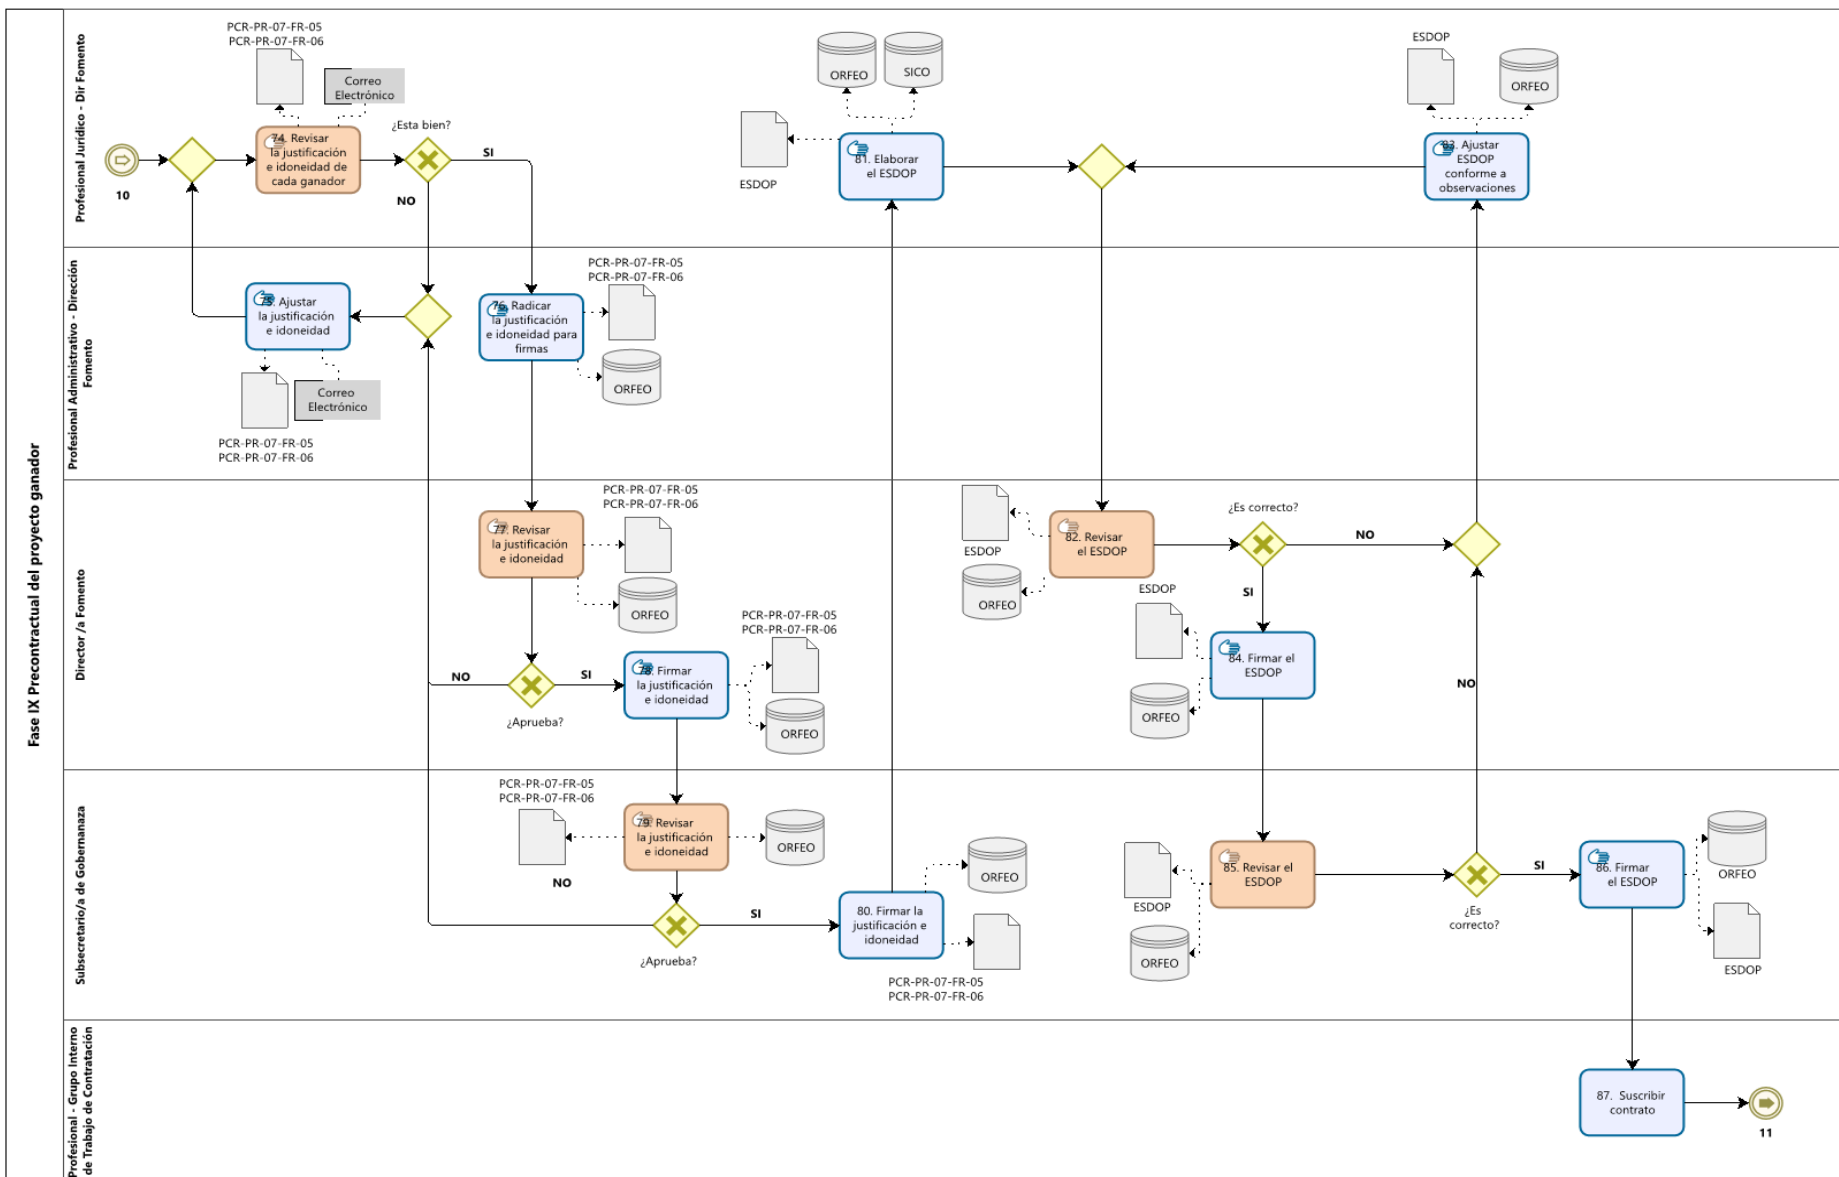 Fase IX Precontractual del proyecto ganador
Profesional Jurídico - Dir Fomento
PCR-PR-07-FR-05
PCR-PR-07-FR-06
Correo
Electrónico
10
74. Revisar
la justificación
e idoneidad de
cada ganador
¿Esta bien?
SI
NO
ORFEO
SICO
ESDOP
81. Elaborar
el ESDOP
ESDOP
ORFEO
83. Ajustar
ESDOP
conforme a
observaciones
Profesional Administrativo - Dirección
Fomento
75. Ajustar
la justificación
e idoneidad
Correo
Electrónico
PCR-PR-07-FR-05
PCR-PR-07-FR-06
76. Radicar
la justificación
e idoneidad para
firmas
PCR-PR-07-FR-05
PCR-PR-07-FR-06
ORFEO
Director /a Fomento
77. Revisar
la justificación
e idoneidad
PCR-PR-07-FR-05
PCR-PR-07-FR-06
ORFEO
NO
SI
¿Aprueba?
78. Firmar
la justificación
e idoneidad
PCR-PR-07-FR-05
PCR-PR-07-FR-06
ORFEO
ESDOP
ORFEO
82. Revisar
el ESDOP
¿Es correcto?
NO
SI
ESDOP
ORFEO
84. Firmar el
ESDOP
NO
Subsecretario/a de Gobernanaza
PCR-PR-07-FR-05
PCR-PR-07-FR-06
79. Revisar
la justificación
e idoneidad
ORFEO
NO
SI
¿Aprueba?
80. Firmar la
justificación e
idoneidad
ORFEO
PCR-PR-07-FR-05
PCR-PR-07-FR-06
ESDOP
ORFEO
85. Revisar el
ESDOP
¿Es
correcto?
SI
86. Firmar
el ESDOP
ORFEO
ESDOP
Profesional - Grupo Interno
de Trabajo de Contratación
87. Suscribir
contrato
11